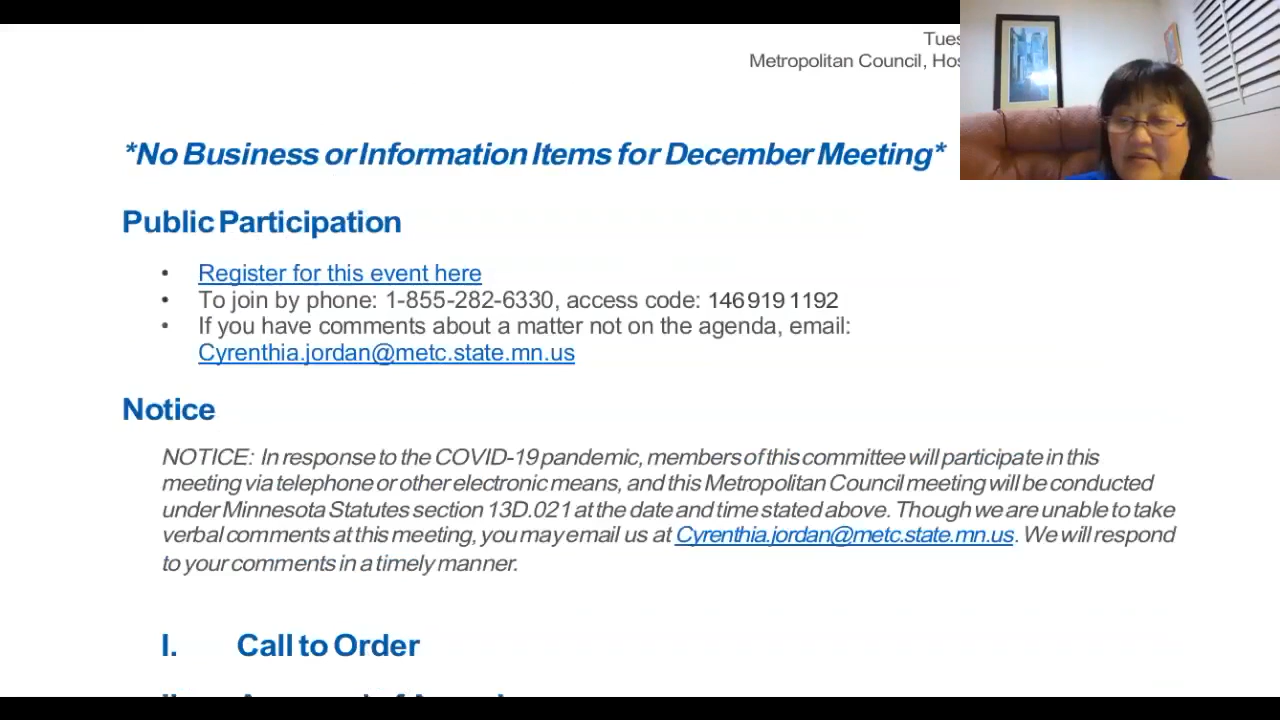 Tues
Metropolitan Council, Hos
*No Business or Information Items for December Meeting*
Public Participation
• Register for this event here
• To join by phone: 1-855-282-6330, access code: 146 919 1192
• If you have comments about a matter not on the agenda, email:
Cyrenthia.jordan@metc.state.mn.us
Notice
NOTICE: In response to the COVID-19 pandemic, members of this committee will participate in this
meeting via telephone or other electronic means, and this Metropolitan Council meeting will be conducted
under Minnesota Statutes section 13D.021 at the date and time stated above. Though we are unable to take
verbal comments at this meeting, you may email us at Cyrenthia.jordan@metc.state.mn.us. We will respond
to your comments in a timely manner.
I. Call to Order